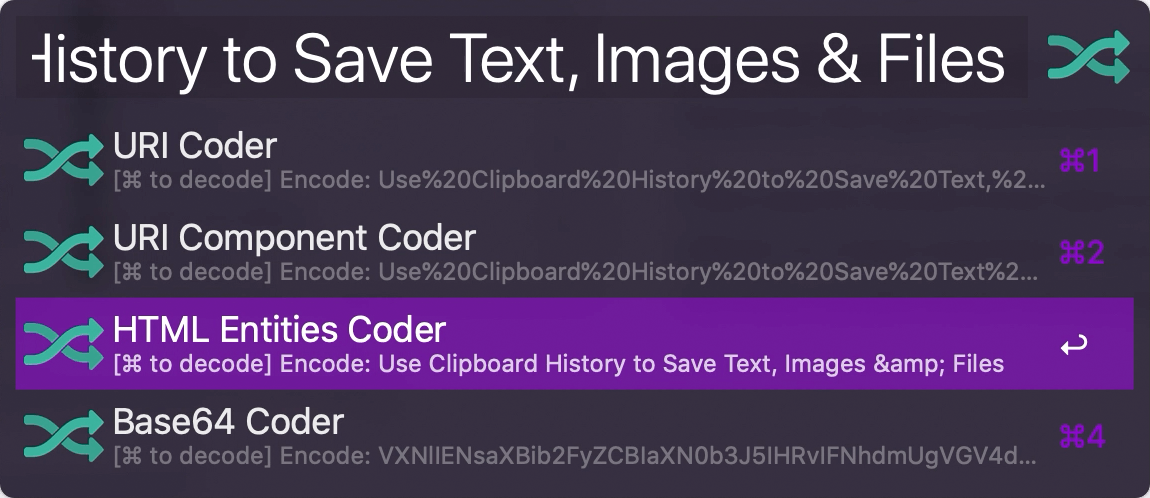 History to Save Text, Images & Files
URI Coder ⌘1
[⌘ to decode] Encode: Use%20Clipboard%20History%20to%20Save%20Text,%2...
URI Component Coder ⌘2
[⌘ to decode] Encode: Use%20Clipboard%20History%20to%20Save%20Text%2...
HTML Entities Coder
[⌘ to decode] Encode: Use Clipboard History to Save Text, Images &amp; Files
Base64 Coder ⌘4
[⌘ to decode] Encode: VXNlIENsaXBib2FyZCBIaXN0b3J5IHRvIFNhdmUgVGV4d...